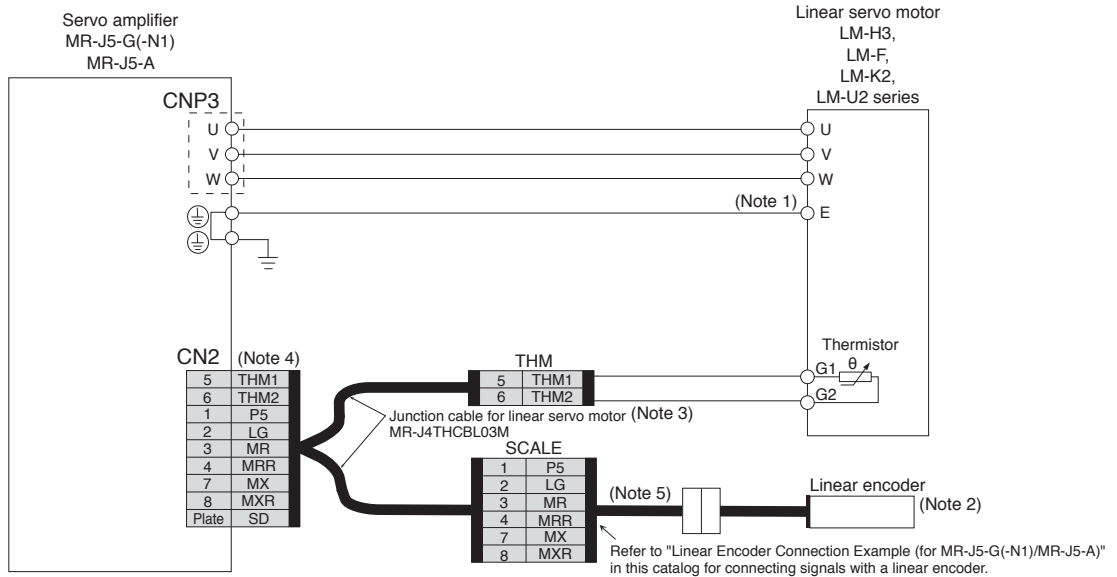 Servo amplifier
MR-J5-G(-N1)
MR-J5-A
Linear servo motor
LM-H3,
LM-F,
LM-K2,
LM-U2 series
CNP3
U
V
W
U
V
W
(Note 1)
E
CN2 (Note 4)
5 THM1
6 THM2
1 P5
2 LG
3 MR
4 MRR
7 MX
8 MXR
Plate SD
THM
5 THM1
6 THM2
Thermistor
G1 θ
G2
Junction cable for linear servo motor (Note 3)
MR-J4THCBL03M
SCALE
1 P5
2 LG
3 MR
4 MRR
7 MX
8 MXR
(Note 5)
Linear encoder
(Note 2)
Refer to "Linear Encoder Connection Example (for MR-J5-G(-N1)/MR-J5-A)"
in this catalog for connecting signals with a linear encoder.